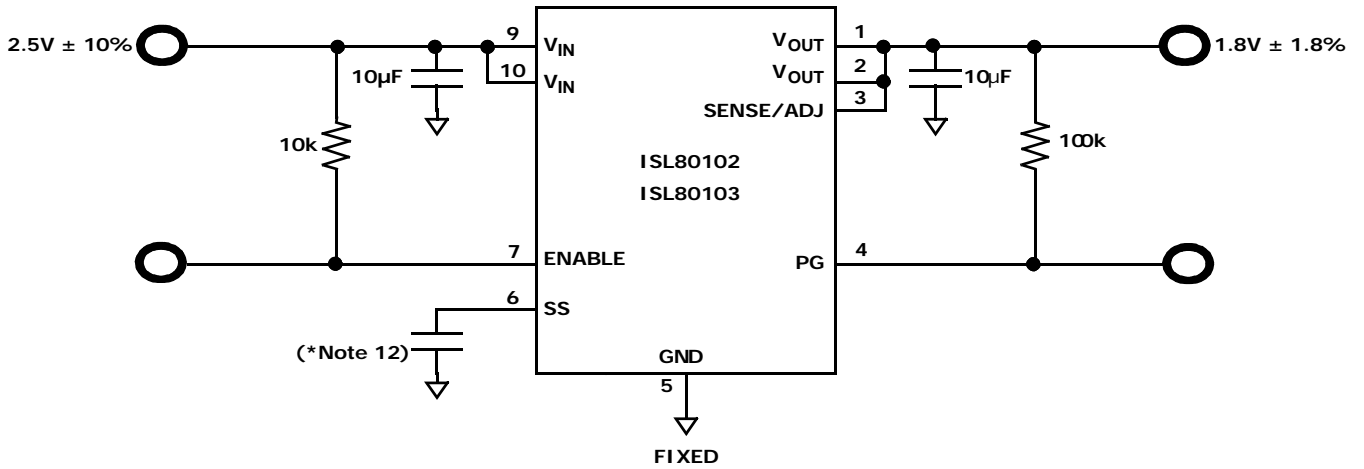 2.5V ± 10%
9
V_IN
10
V_IN
10µF
10k
7
ENABLE
6
SS
(*Note 12)
ISL80102
ISL80103
GND
5
FIXED
V_OUT
1
V_OUT
2
SENSE/ADJ
3
PG
4
10µF
100k
1.8V ± 1.8%